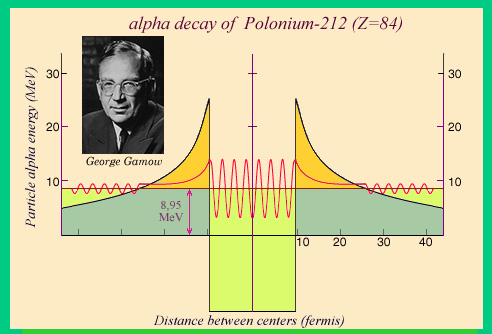 alpha decay of Polonium-212 (Z=84)
Particle alpha energy (MeV)
30
20
10
George Gamow
30
20
10
8,95
MeV
10
20
30
40
Distance between centers (fermis)